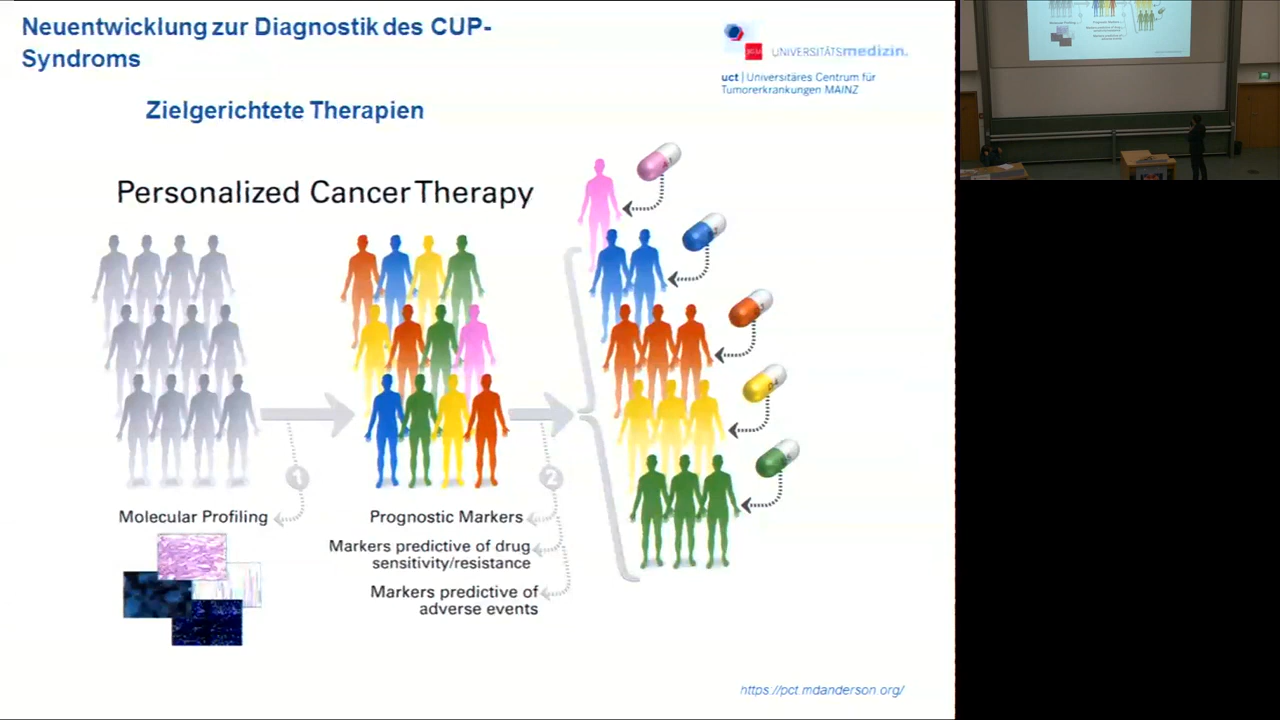 Neuentwicklung zur Diagnostik des CUP-
Syndroms
UNIVERSITÄTSmedizin.
uct | Universitäres Centrum für
Tumorerkrankungen MAINZ
Zielgerichtete Therapien
Personalized Cancer Therapy
1
2
Molecular Profiling
Prognostic Markers
Markers predictive of drug
sensitivity/resistance
Markers predictive of
adverse events
https://pct.mdanderson.org/